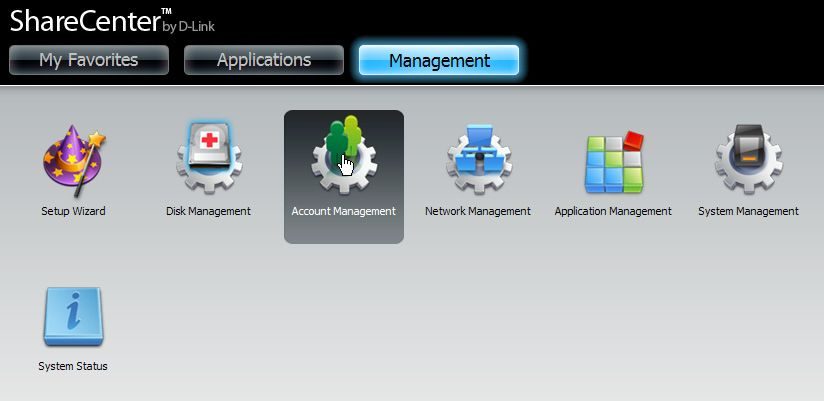 ShareCenter™ by D-Link
My Favorites
Applications
Management
Setup Wizard
Disk Management
Account Management
Network Management
Application Management
System Management
i
System Status